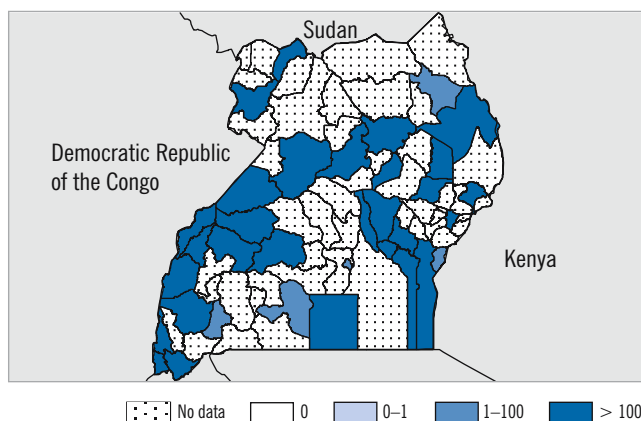 Sudan
Democratic Republic
of the Congo
Kenya
No data 0 0–1 1–100 > 100